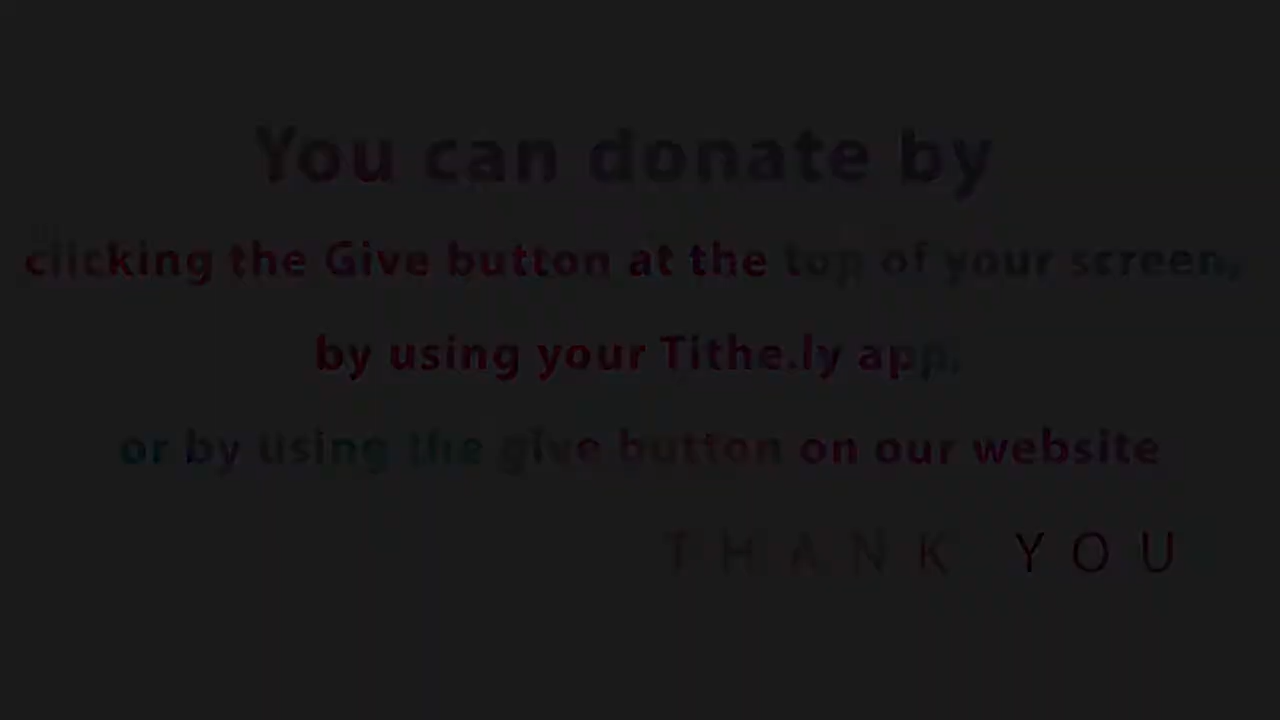 You can donate by
clicking the Give button at the top of your screen,
by using your Tithe.ly app,
or by using the give button on our website
THANK YOU